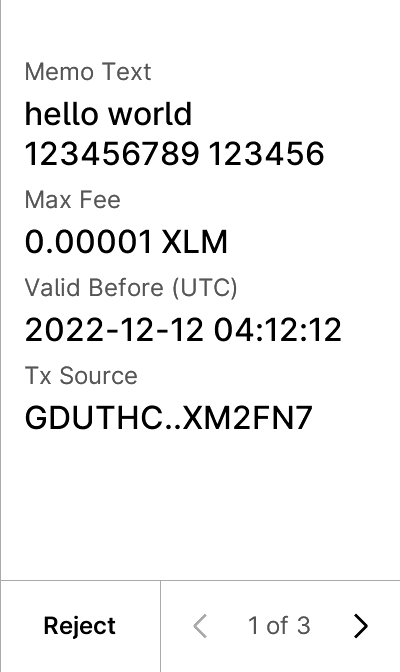 Memo Text
hello world
123456789 123456
Max Fee
0.00001 XLM
Valid Before (UTC)
2022-12-12 04:12:12
Tx Source
GDUTHC..XM2FN7
Reject
1 of 3